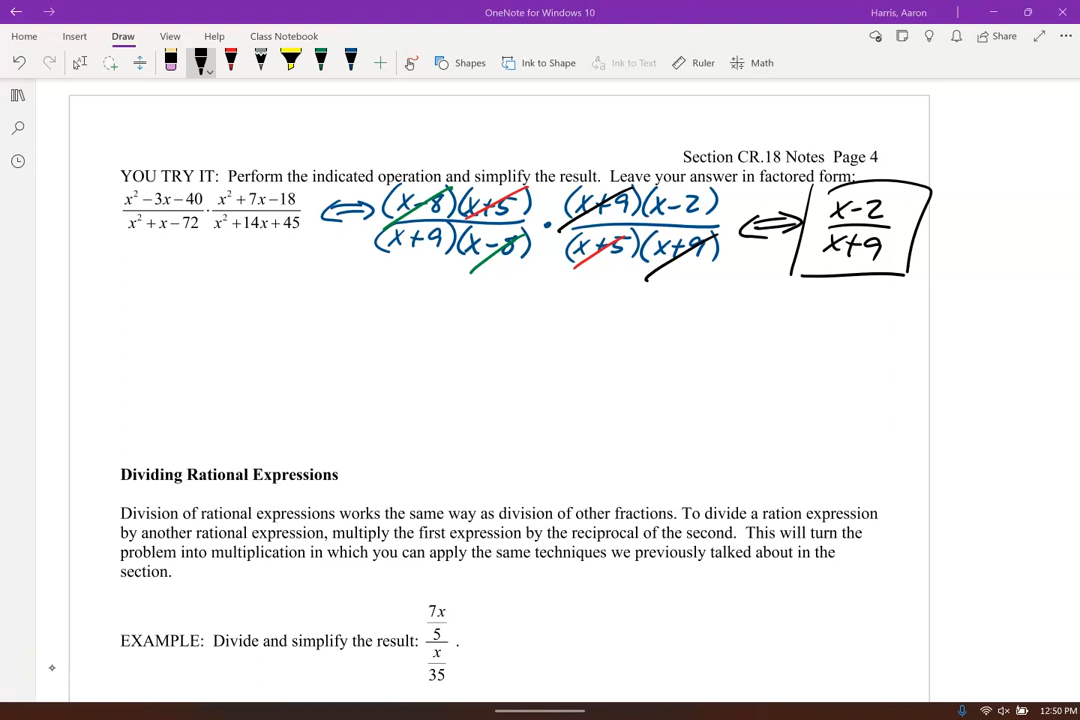 OneNote for Windows 10
Harris, Aaron
Home Insert Draw View Help Class Notebook
Share
Shapes Ink to Shape Ink to Text Ruler Math
Section CR.18 Notes Page 4
YOU TRY IT: Perform the indicated operation and simplify the result. Leave your answer in factored form:
x² −3x−40 / x² +x−72 · x² +7x−18 / x² +14x+45 ⟺ (x−8)(x+5) / (x+9)(x−8) · (x+9)(x−2) / (x+5)(x+9) ⟺ x−2 / x+9
Dividing Rational Expressions
Division of rational expressions works the same way as division of other fractions. To divide a ration expression
by another rational expression, multiply the first expression by the reciprocal of the second. This will turn the
problem into multiplication in which you can apply the same techniques we previously talked about in the
section.
EXAMPLE: Divide and simplify the result: 7x / 5 / x / 35 .
12:50 PM